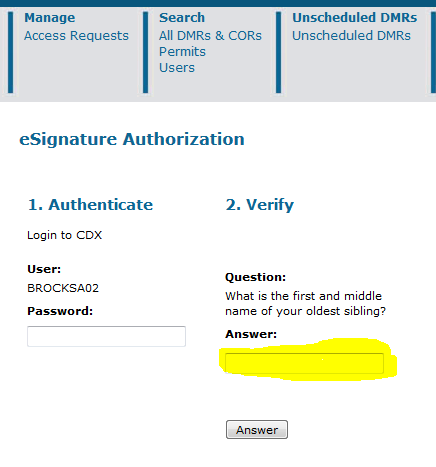 Manage
Access Requests
Search
All DMRs & CORs
Permits
Users
Unscheduled DMRs
Unscheduled DMRs
eSignature Authorization
1. Authenticate
Login to CDX
User:
BROCKSA02
Password:
2. Verify
Question:
What is the first and middle
name of your oldest sibling?
Answer:
Answer